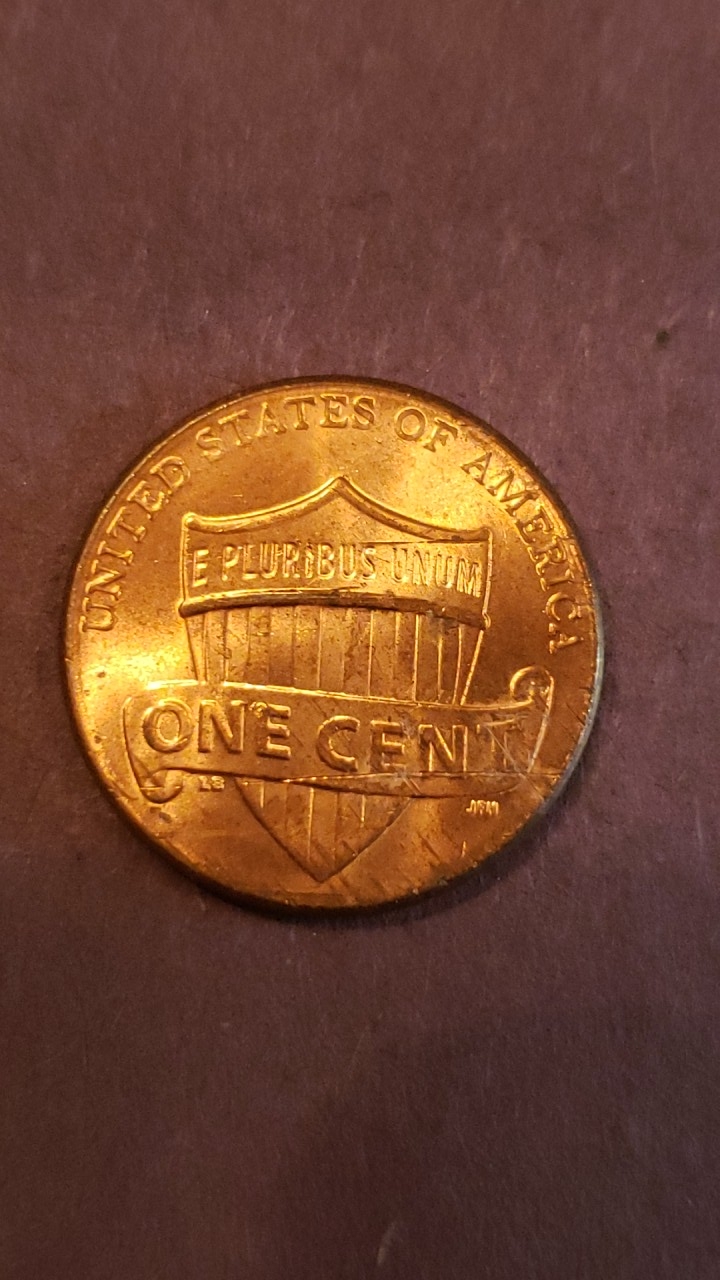 UNITED STATES OF AMERICA
E PLURIBUS UNUM
ONE CENT
LB JFM